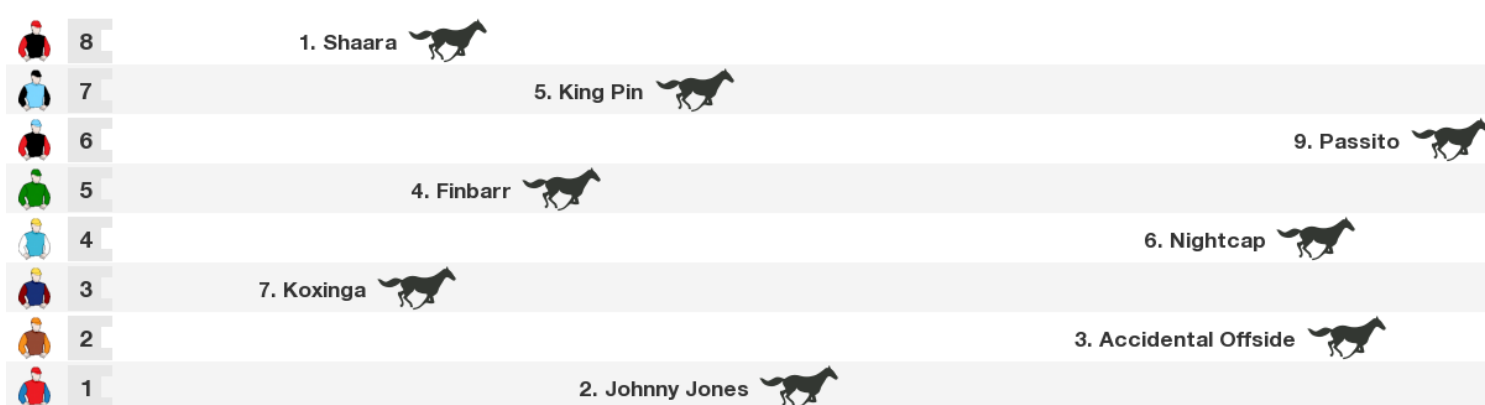 8 1. Shaara
7 5. King Pin
6 9. Passito
5 4. Finbarr
4 6. Nightcap
3 7. Koxinga
2 3. Accidental Offside
1 2. Johnny Jones